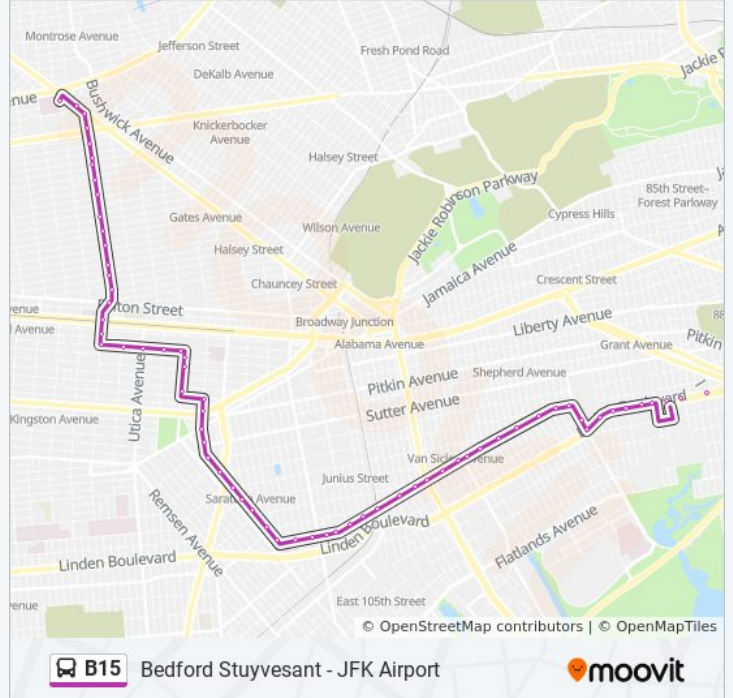 Montrose Avenue
Jefferson Street
Fresh Pond Road
DeKalb Avenue
Jackie R
nue
Bushwick Avenue
Knickerbocker
Avenue
Halsey Street
Jackie Robinson Parkway
85th Street–
Forest Parkway
Cypress Hills
Gates Avenue
Wilson Avenue
Halsey Street
Jamaica Avenue
Chauncey Street
Crescent Street
enue
Fulton Street
Broadway Junction
Liberty Avenue
88
l Avenue
Alabama Avenue
Grant Avenue
Pitkin
Utica Avenue
Pitkin Avenue
Shepherd Avenue
Sutter Avenue
Kingston Avenue
Van Siclen Avenue
Junius Street
Saratoga Avenue
Remsen Avenue
Linden Boulevard
Flatlands Avenue
Linden Boulevard
East 105th Street
enue
© OpenStreetMap contributors | © OpenMapTiles
B15 Bedford Stuyvesant - JFK Airport
moovit